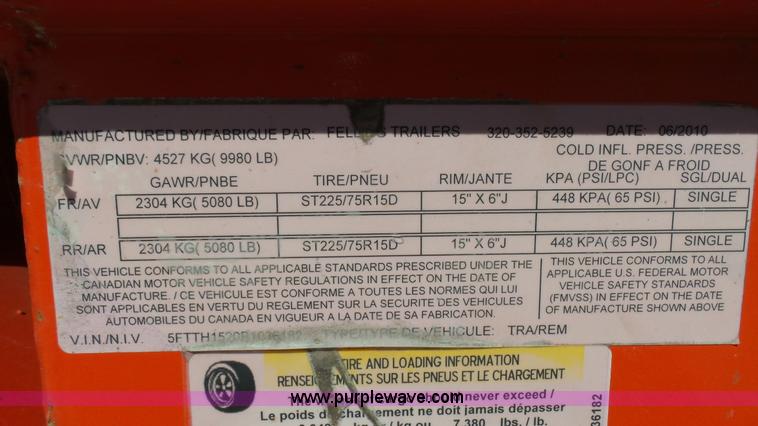 MANUFACTURED BY/FABRIQUE PAR: TRAILERS 320-352-5239 DATE: 06/2010
GVWR/PNBV: 4527 KG( 9980 LB) COLD INFL. PRESS. /PRESS.
DE GONF A FROID
GAWR/PNBE TIRE/PNEU RIM/JANTE KPA (PSI/LPC) SGL/DUAL
FR/AV 2304 KG( 5080 LB) ST225/75R15D 15" X 6"J 448 KPA( 65 PSI) SINGLE
RR/AR 2304 KG( 5080 LB) ST225/75R15D 15" X 6"J 448 KPA( 65 PSI) SINGLE
THIS VEHICLE CONFORMS TO ALL APPLICABLE STANDARDS PRESCRIBED UNDER THE
CANADIAN MOTOR VEHICLE SAFETY REGULATIONS IN EFFECT ON THE DATE OF
MANUFACTURE. / CE VEHICULE EST CONFORME A TOUTES LES NORMES QUI LUI
SONT APPLICABLES EN VERTU DU REGLEMENT SUR LA SECURITE DES VEHICULES
AUTOMOBILES DU CANADA EN VIGUEUR A LA DATE DE SA FABRICATION.
THIS VEHICLE CONFORMS TO ALL
APPLICABLE U.S. FEDERAL MOTOR
VEHICLE SAFETY STANDARDS
(FMVSS) IN EFFECT ON THE DATE
OF MANUFACTURE SHOWN ABOVE
V.I.N./N.I.V. TYPE/TYPE DE VEHICLE: TRA/REM
TIRE AND LOADING INFORMATION
RENSEIGNEMENTS SUR LES PNEUS ET LE CHARGEMENT
The never exceed /
www.purplewave.com
Le poids de chargement ne doit jamais dépasser
kg / kg ou 7,380 lbs. / lb.
36182